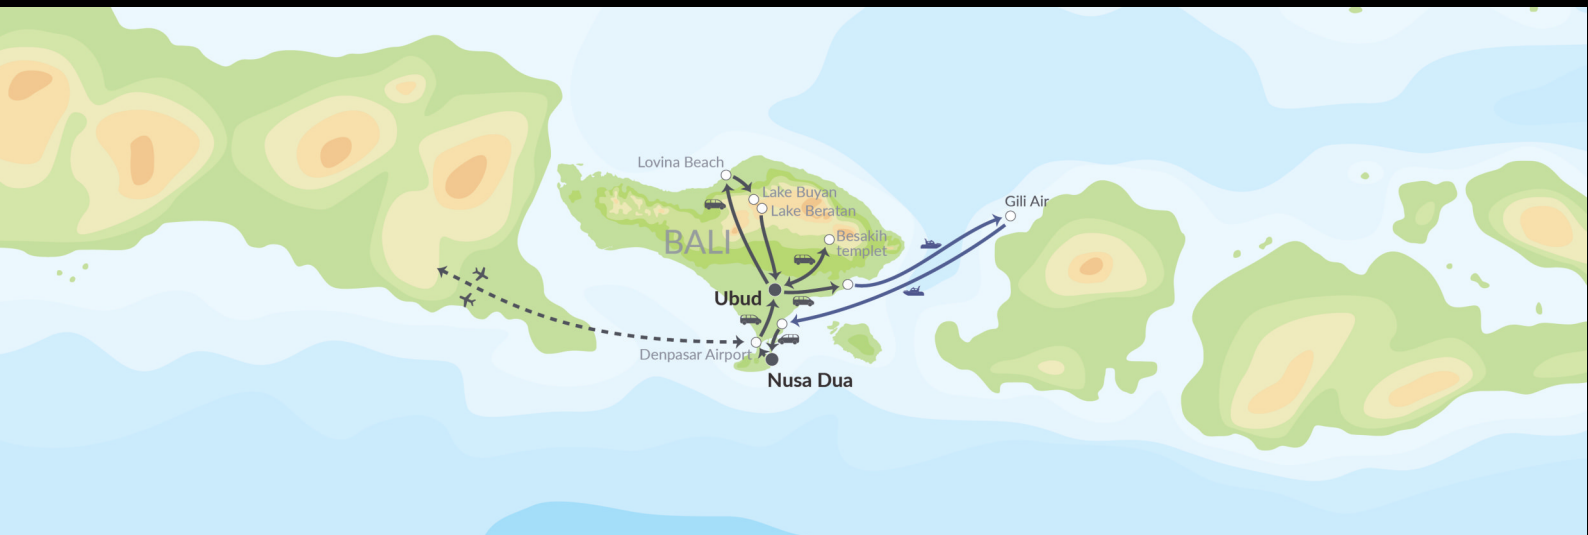 Lovina Beach
Lake Buyan
Lake Beratan
Gili Air
BALI
Besakih
templet
Ubud
Denpasar Airport
Nusa Dua